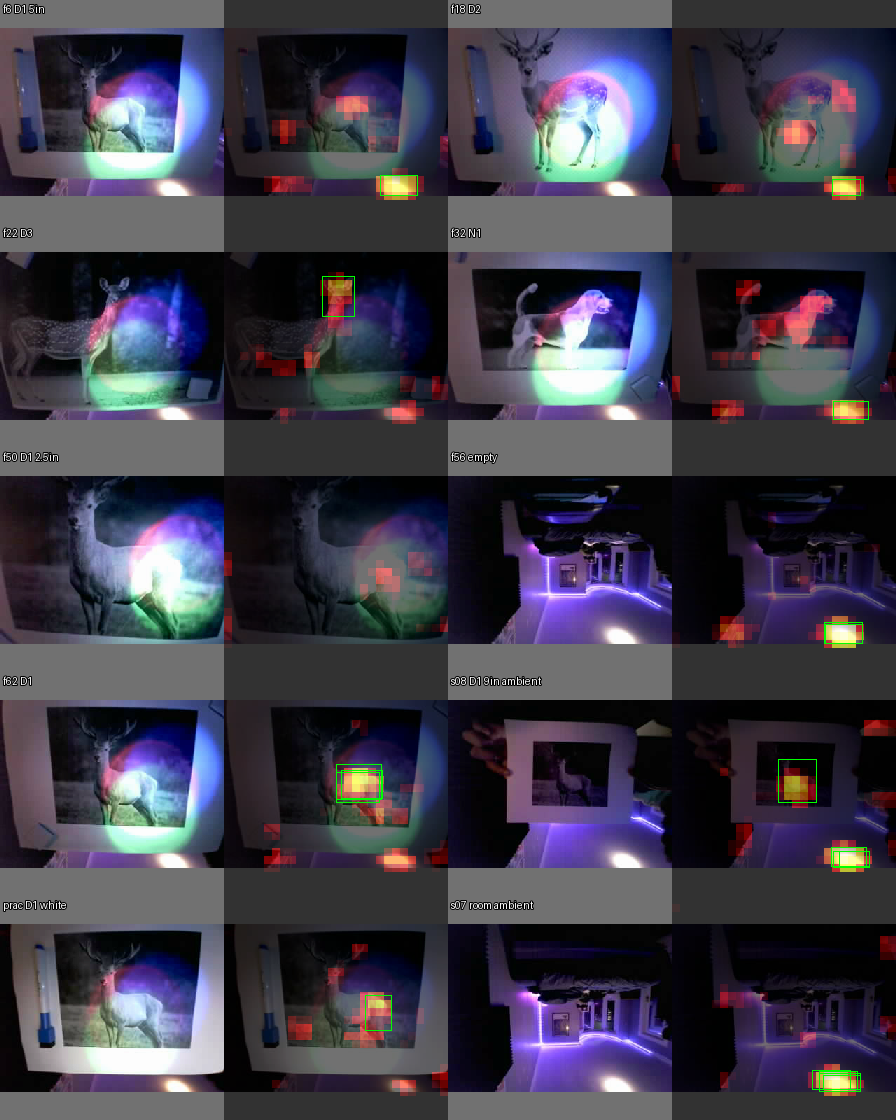 f6 D1 5in
f18 D2
f22 D3
f32 N1
f50 D1 2.5in
f56 empty
f62 D1
s08 D1 9in ambient
prac D1 white
s07 room ambient